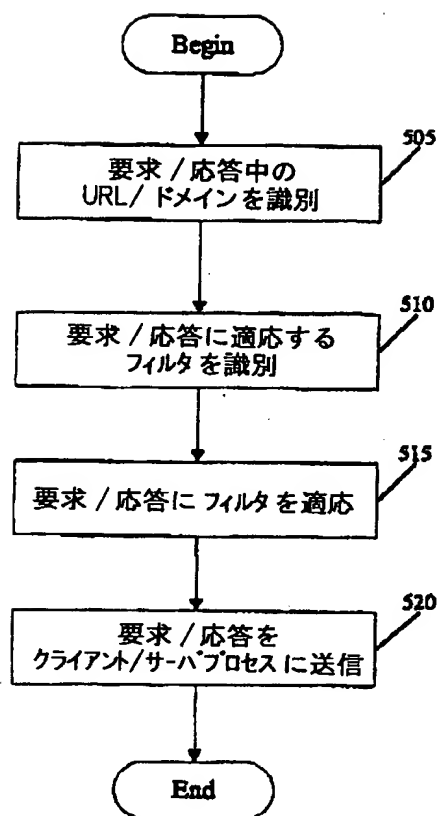 Begin
505
要求/応答中の
URL/ドメインを識別
510
要求/応答に適応する
フィルタを識別
515
要求/応答にフィルタを適応
520
要求/応答を
クライアント/サーバプロセスに送信
End